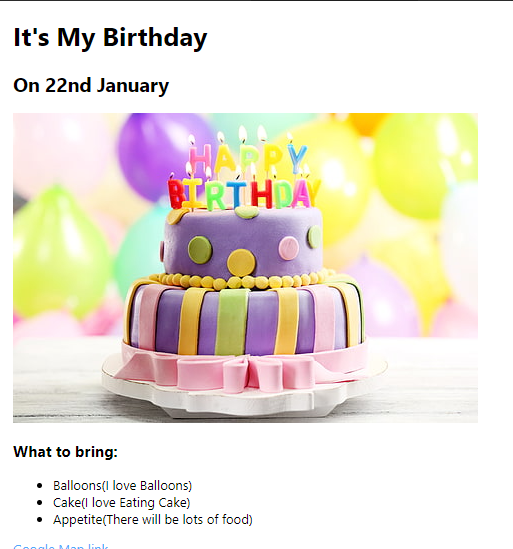 It's My Birthday
On 22nd January
HAPPY
BIRTHDAY
What to bring:
Balloons(I love Balloons)
Cake(I love Eating Cake)
Appetite(There will be lots of food)
Google Map link